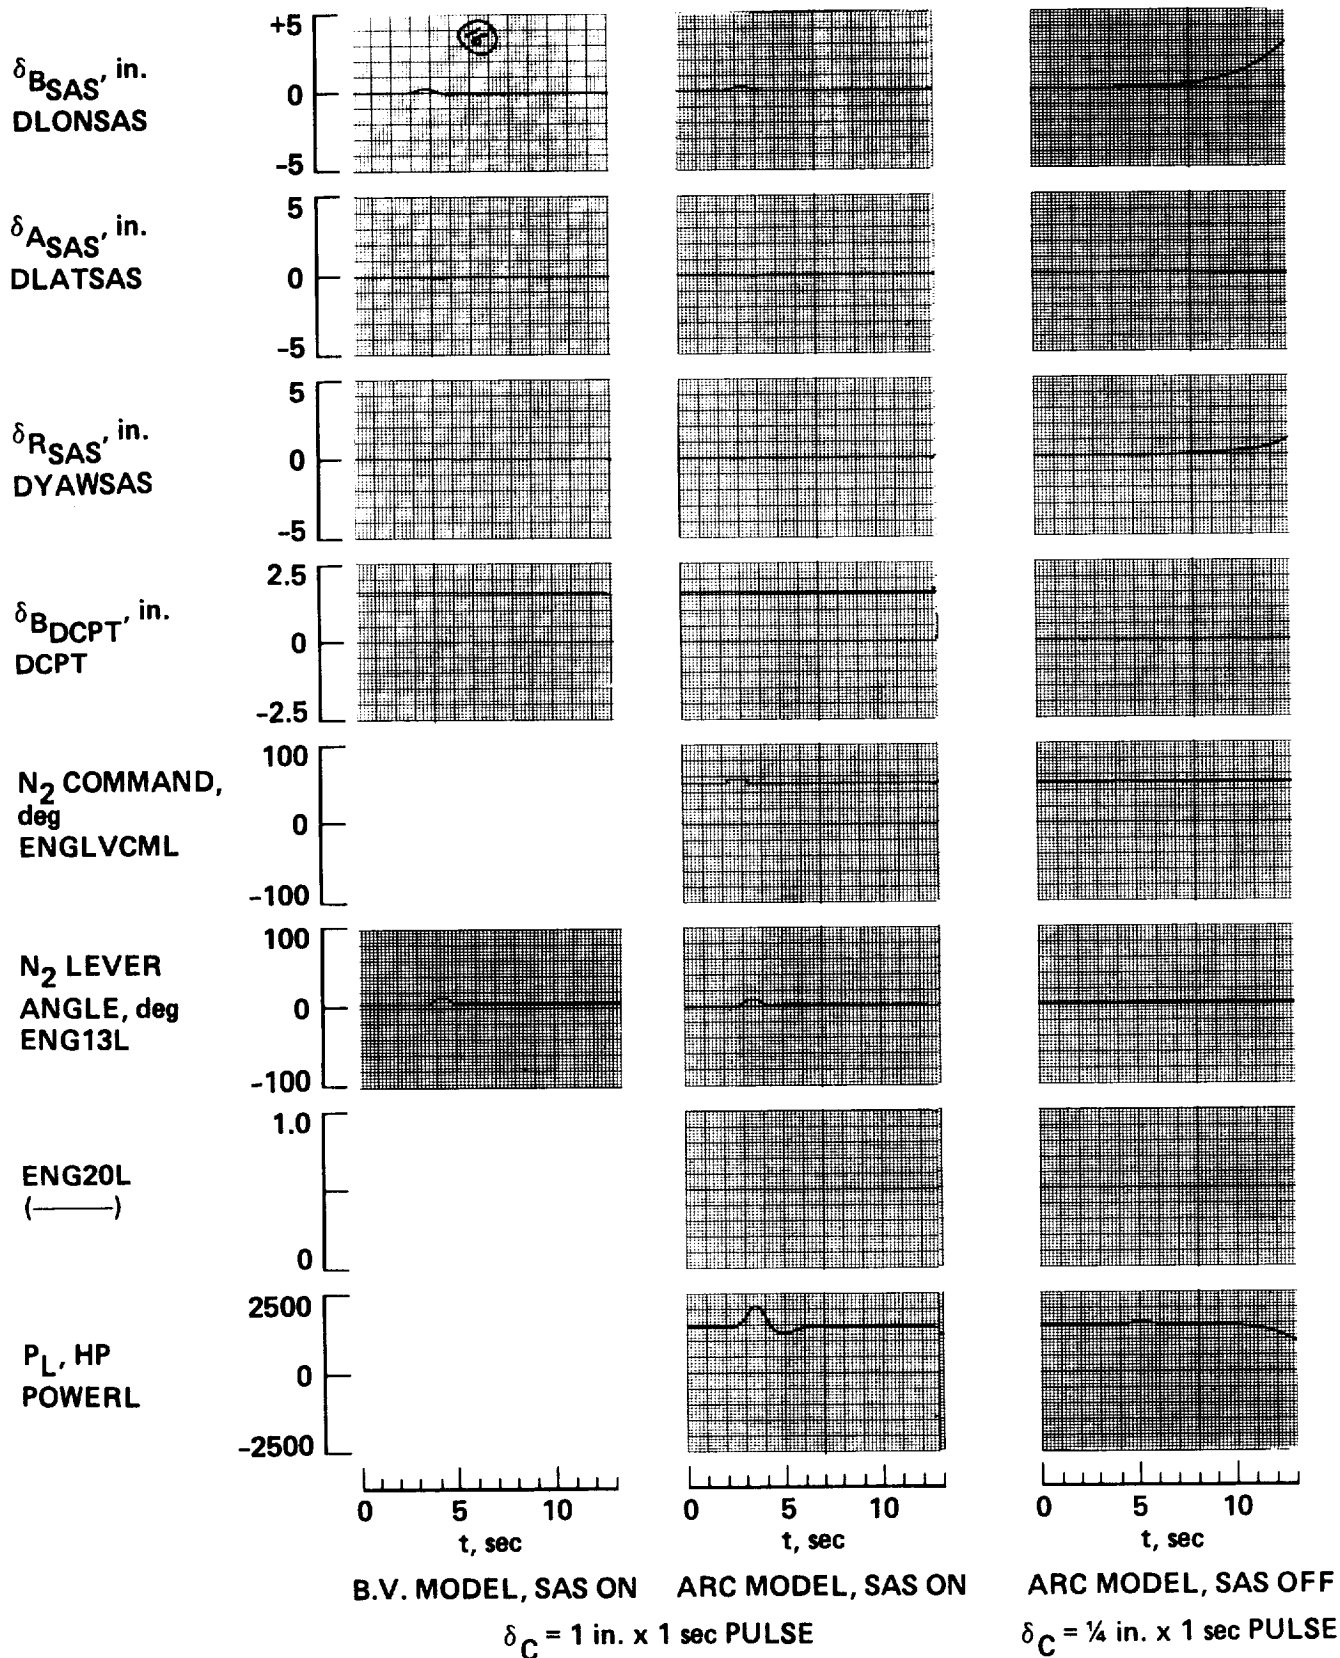 +5
δBSAS, in.
0
DLONSAS
-5
5
δASAS, in.
0
DLATSAS
-5
5
δRSAS, in.
0
DYAWSAS
-5
2.5
δBDCPT, in.
0
DCPT
-2.5
100
N2 COMMAND,
deg
0
ENGLVCML
-100
100
N2 LEVER
ANGLE, deg
0
ENG13L
-100
1.0
ENG20L
(———)
0
2500
PL, HP
0
POWERL
-2500
0 5 10 0 5 10 0 5 10
t, sec t, sec t, sec
B.V. MODEL, SAS ON ARC MODEL, SAS ON ARC MODEL, SAS OFF
δC = 1 in. x 1 sec PULSE δC = ¼ in. x 1 sec PULSE